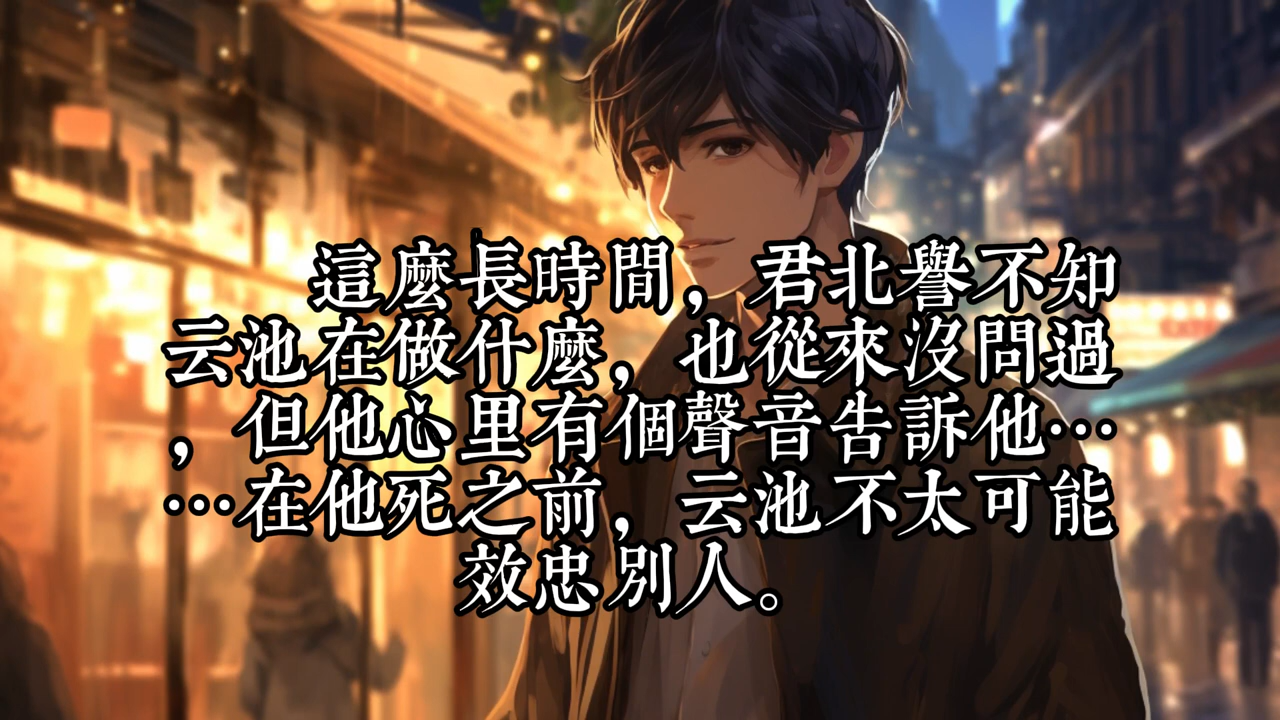 這麼長時間，君北譽不知
云池在做什麼，也從來沒問過
，但他心里有個聲音告訴他…
…在他死之前，云池不太可能
效忠別人。